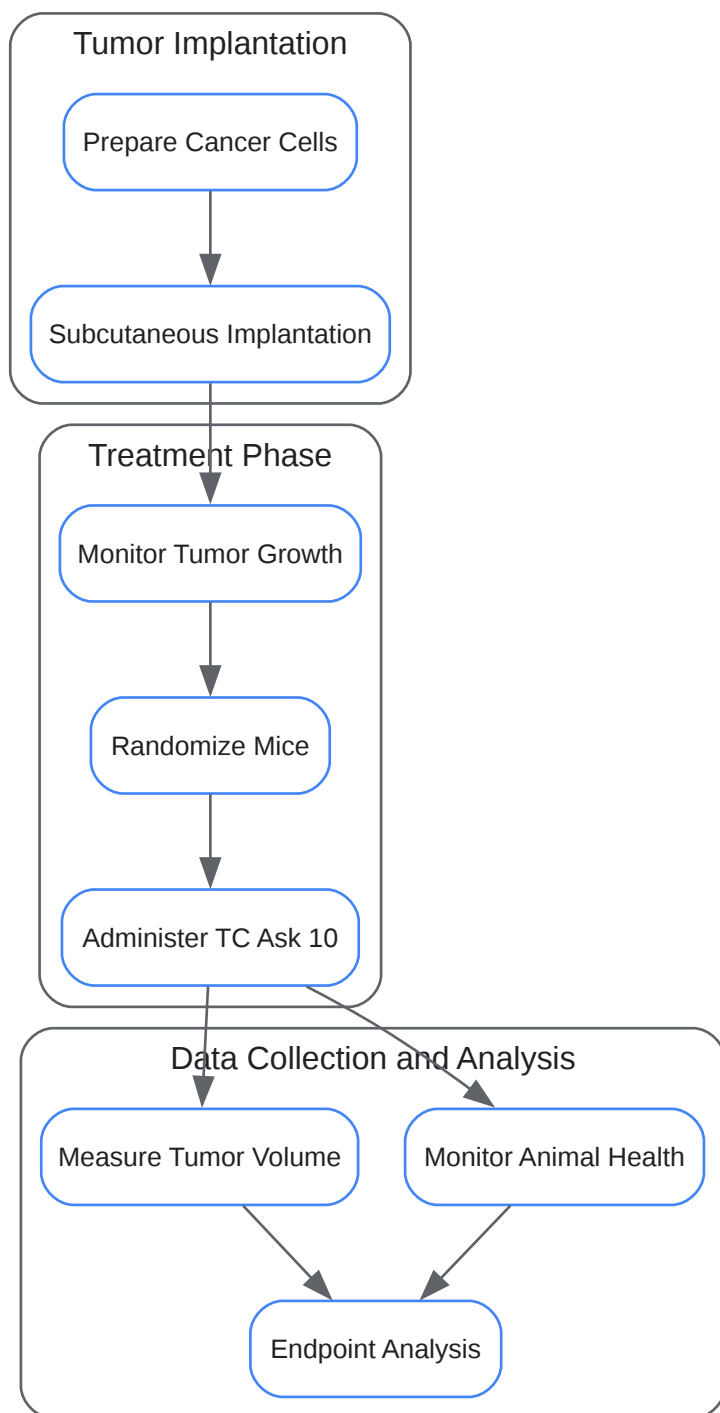 Tumor Implantation
Prepare Cancer Cells
Subcutaneous Implantation
Treatment Phase
Monitor Tumor Growth
Randomize Mice
Administer TC Ask 10
Data Collection and Analysis
Measure Tumor Volume
Monitor Animal Health
Endpoint Analysis